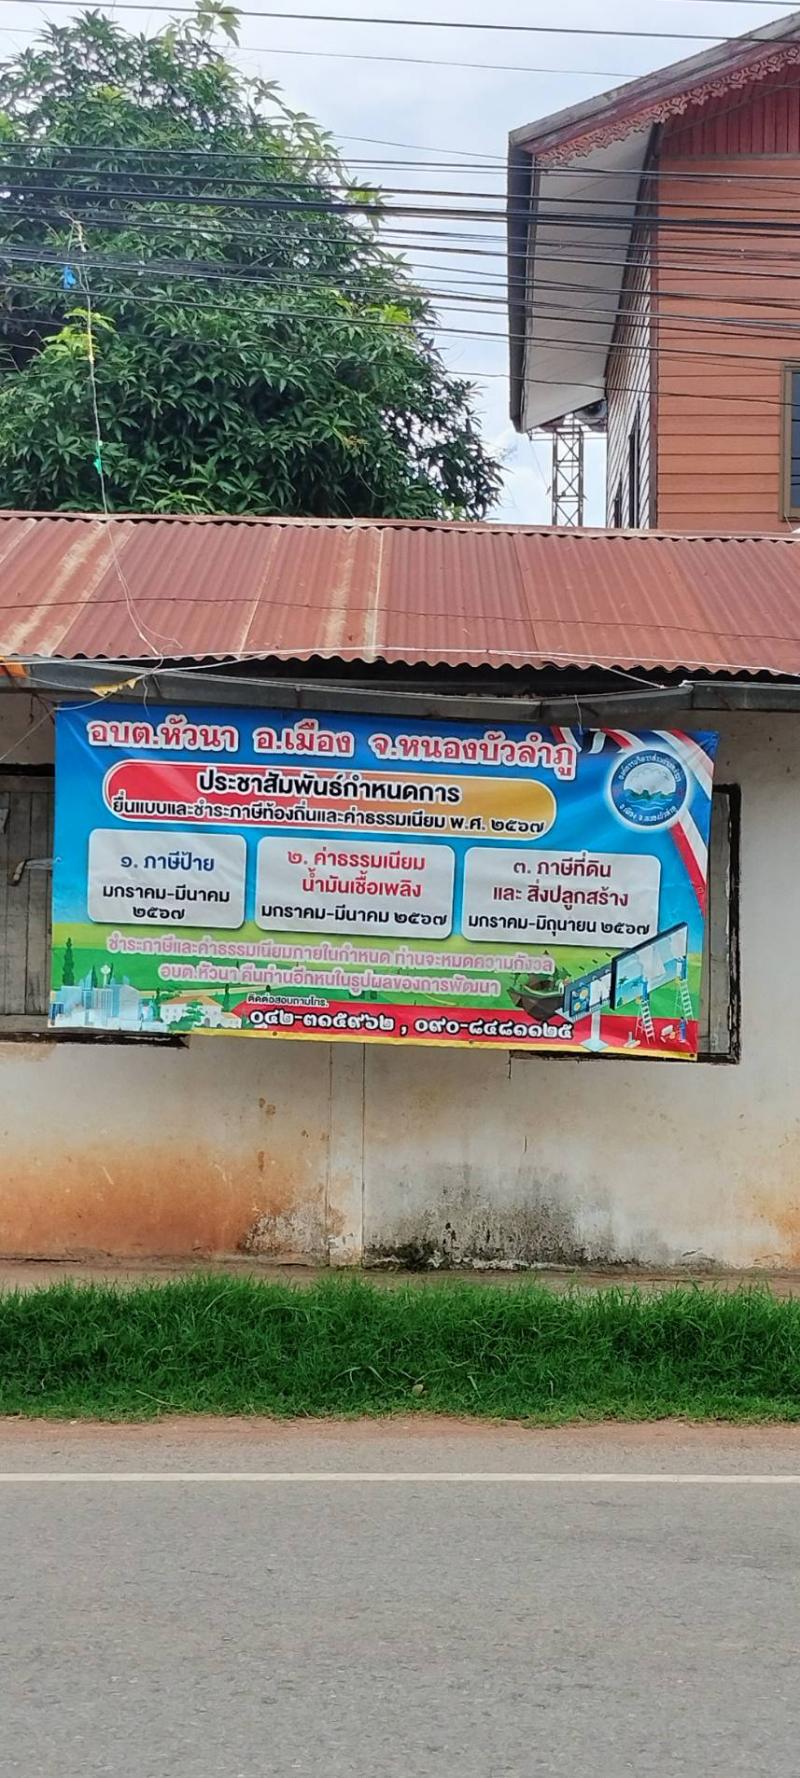 อบต.หัวนา อ.เมือง จ.หนองบัวลำภู
ประชาสัมพันธ์กำหนดการ
ยื่นแบบและชำระภาษีท้องถิ่นและค่าธรรมเนียม พ.ศ. ๒๕๖๗
๑. ภาษีป้าย
มกราคม-มีนาคม
๒๕๖๗
๒. ค่าธรรมเนียม
น้ำมันเชื้อเพลิง
มกราคม-มีนาคม ๒๕๖๗
๓. ภาษีที่ดิน
และ สิ่งปลูกสร้าง
มกราคม-มิถุนายน ๒๕๖๗
ชำระภาษีและค่าธรรมเนียมภายในกำหนด ท่านจะหมดความกังวล
อบต.หัวนา คืนท่านอีกหนในรูปผลของการพัฒนา
ติดต่อสอบถามโทร.
๐๔๒-๓๑๕๙๖๒ , ๐๙๐-๘๔๘๑๑๒๕